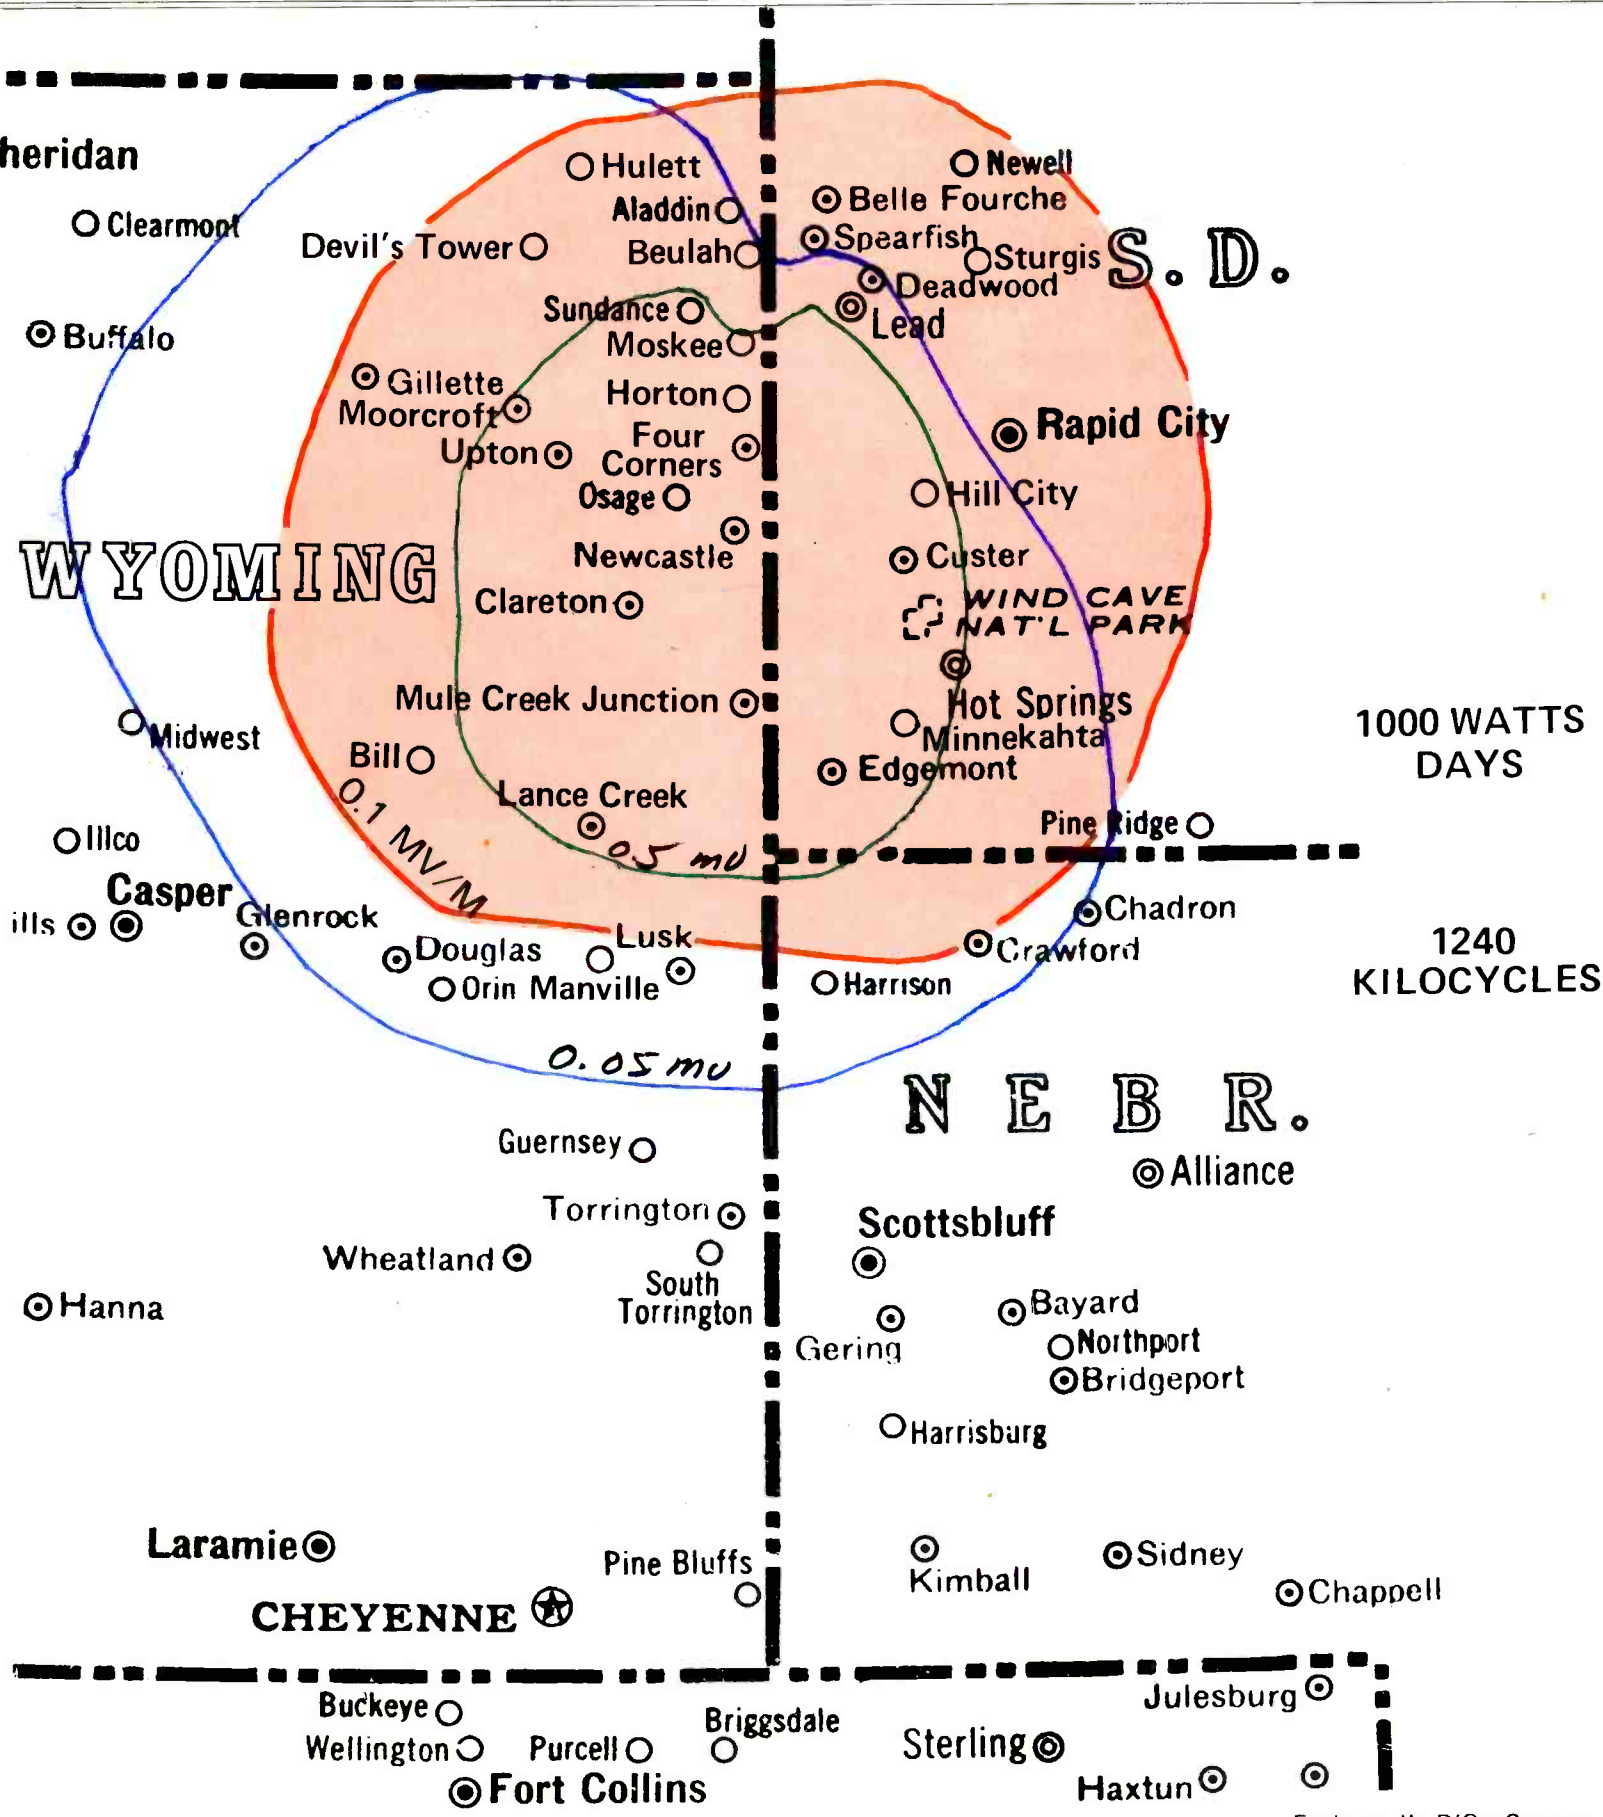 heridan
Clearmont
Buffalo
Hulett
Aladdin
Devil's Tower
Beulah
Newell
Belle Fourche
Spearfish
Sturgis
S. D.
Deadwood
Lead
Sundance
Moskee
Gillette
Moorcroft
Horton
Upton
Four
Corners
Osage
Rapid City
Hill City
WYOMING
Newcastle
Clareton
Custer
WIND CAVE
NAT'L PARK
Mule Creek Junction
Hot Springs
Minnekahta
Midwest
Bill
Edgemont
1000 WATTS
DAYS
Lance Creek
0.1 MV/M
0.5 mv
Pine Ridge
Illco
Casper
ills
Glenrock
Douglas
Lusk
Orin Manville
Chadron
Crawford
Harrison
1240
KILOCYCLES
0.05 mv
NEBR.
Guernsey
Alliance
Torrington
Scottsbluff
Wheatland
South
Torrington
Hanna
Bayard
Gering
Northport
Bridgeport
Harrisburg
Laramie
Pine Bluffs
Kimball
Sidney
Chappell
CHEYENNE
Buckeye
Wellington
Purcell
Briggsdale
Julesburg
Sterling
Fort Collins
Haxtun